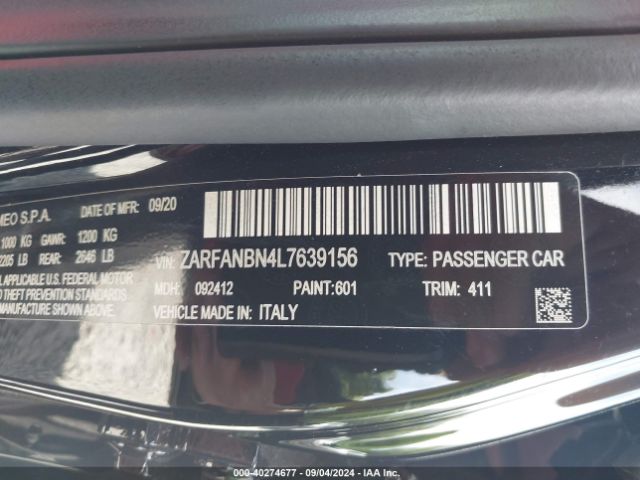 MEO S.P.A. DATE OF MFR: 09/20
1000 KG GAWR: 1200 KG
2205 LB REAR: 2646 LB
APPLICABLE U.S. FEDERAL MOTOR
THEFT PREVENTION STANDARDS
MANUFACTURE SHOWN ABOVE.
VIN: ZARFANBN4L7639156 TYPE: PASSENGER CAR
MDH: 092412 PAINT: 601 TRIM: 411
VEHICLE MADE IN: ITALY
000-40274677 - 09/04/2024 - IAA Inc.